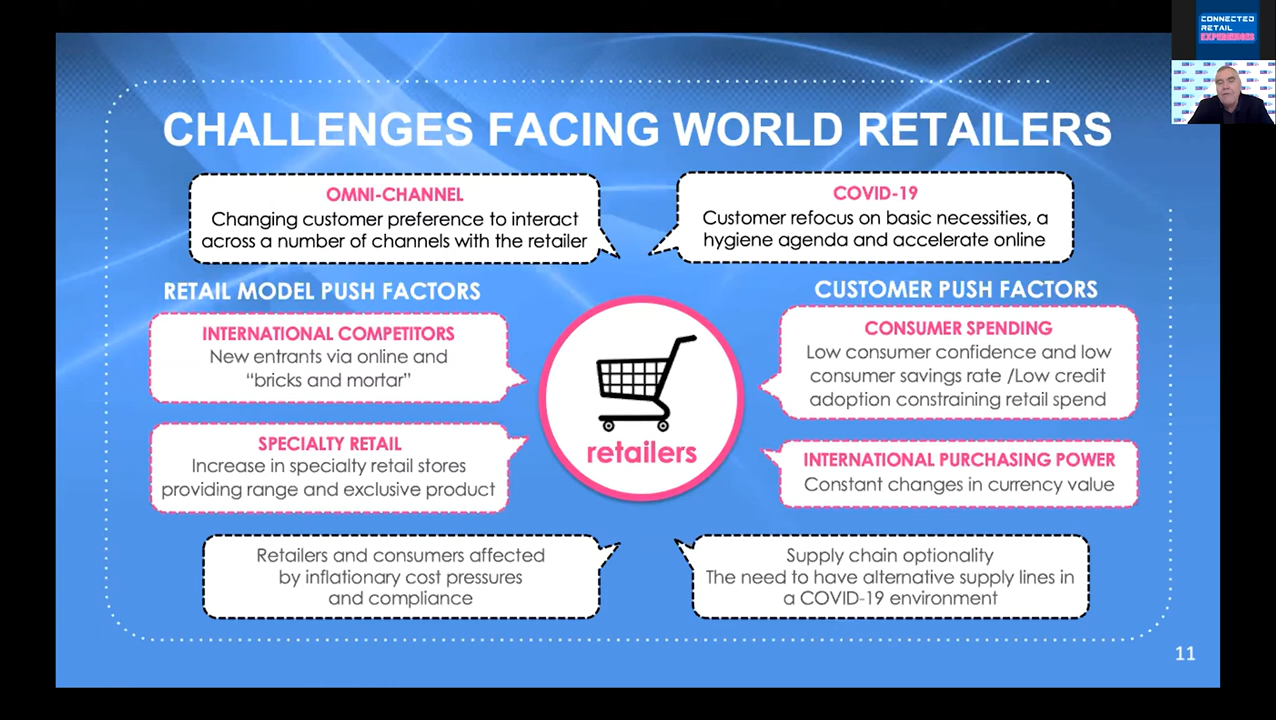 CONNECTED
RETAIL
EXPERIENCES
CHALLENGES FACING WORLD RETAILERS
OMNI-CHANNEL
Changing customer preference to interact
across a number of channels with the retailer
COVID-19
Customer refocus on basic necessities, a
hygiene agenda and accelerate online
RETAIL MODEL PUSH FACTORS
INTERNATIONAL COMPETITORS
New entrants via online and
“bricks and mortar”
SPECIALTY RETAIL
Increase in specialty retail stores
providing range and exclusive product
CUSTOMER PUSH FACTORS
CONSUMER SPENDING
Low consumer confidence and low
consumer savings rate /Low credit
adoption constraining retail spend
INTERNATIONAL PURCHASING POWER
Constant changes in currency value
retailers
Retailers and consumers affected
by inflationary cost pressures
and compliance
Supply chain optionality
The need to have alternative supply lines in
a COVID-19 environment
11